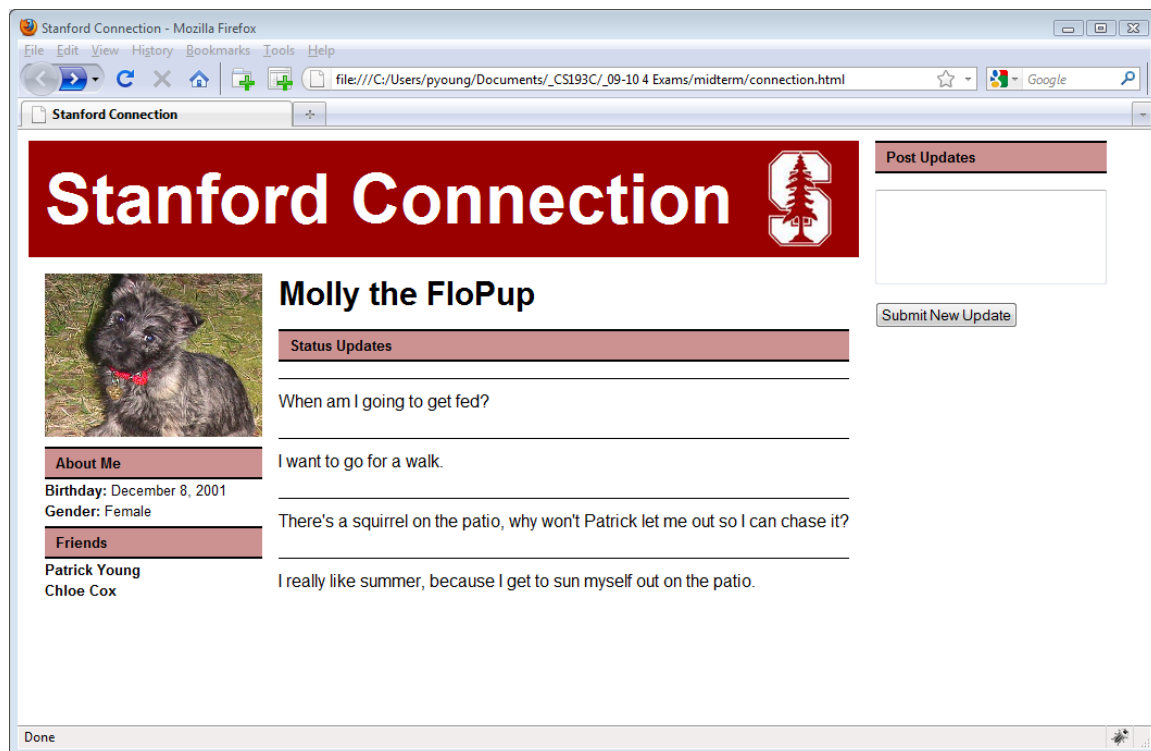 Stanford Connection - Mozilla Firefox
File Edit View History Bookmarks Tools Help
file:///C:/Users/pyoung/Documents/_CS193C/_09-10 4 Exams/midterm/connection.html
Google
Stanford Connection
Stanford Connection
S
Post Updates
Submit New Update
Molly the FloPup
Status Updates
When am I going to get fed?
I want to go for a walk.
There's a squirrel on the patio, why won't Patrick let me out so I can chase it?
I really like summer, because I get to sun myself out on the patio.
About Me
Birthday: December 8, 2001
Gender: Female
Friends
Patrick Young
Chloe Cox
Done